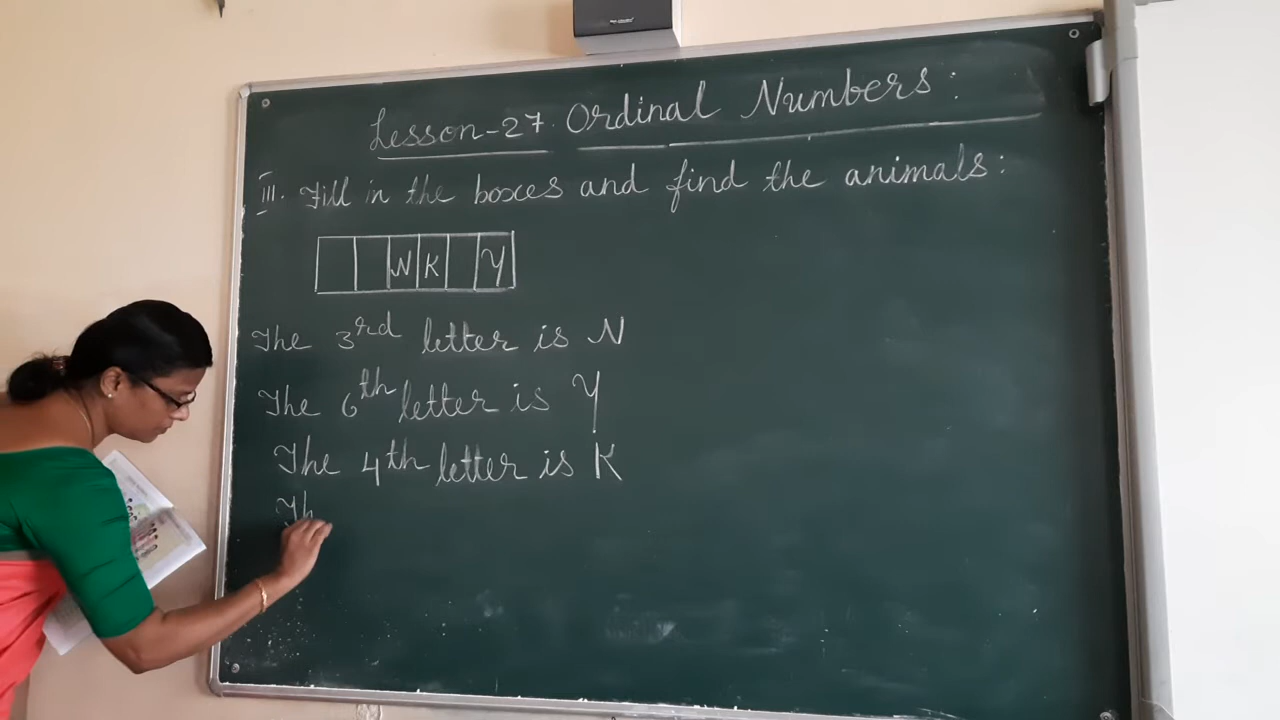 Lesson-27. Ordinal Numbers:
III. Fill in the boxes and find the animals:
N K Y
The 3rd letter is N
The 6th letter is Y
The 4th letter is K
Th